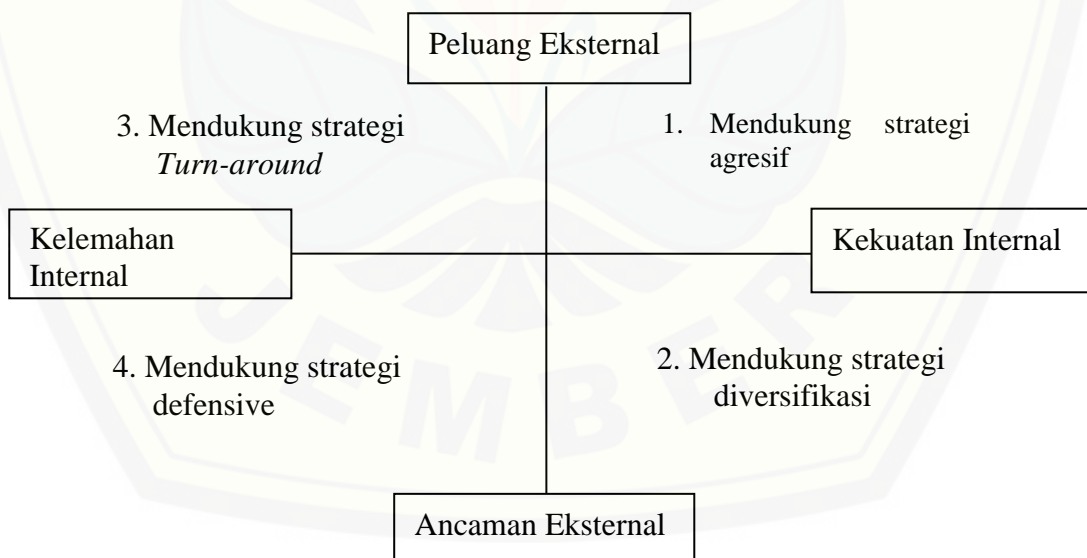 Peluang Eksternal
3. Mendukung strategi
Turn-around
1. Mendukung strategi
agresif
Kelemahan
Internal
Kekuatan Internal
4. Mendukung strategi
defensive
2. Mendukung strategi
diversifikasi
JEMBER
Ancaman Eksternal